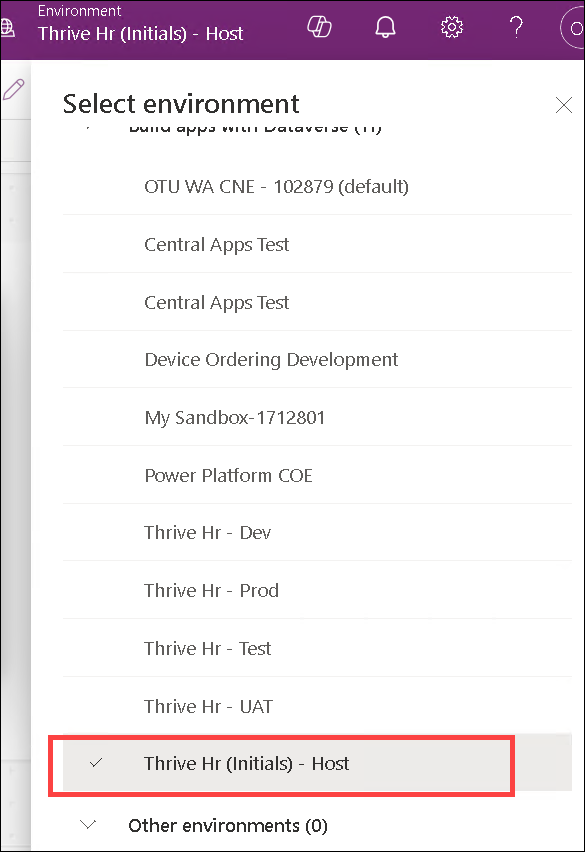 Environment
Thrive Hr (Initials) - Host
Select environment
Build apps with Dataverse (11)
OTU WA CNE - 102879 (default)
Central Apps Test
Central Apps Test
Device Ordering Development
My Sandbox-1712801
Power Platform COE
Thrive Hr - Dev
Thrive Hr - Prod
Thrive Hr - Test
Thrive Hr - UAT
Thrive Hr (Initials) - Host
Other environments (0)